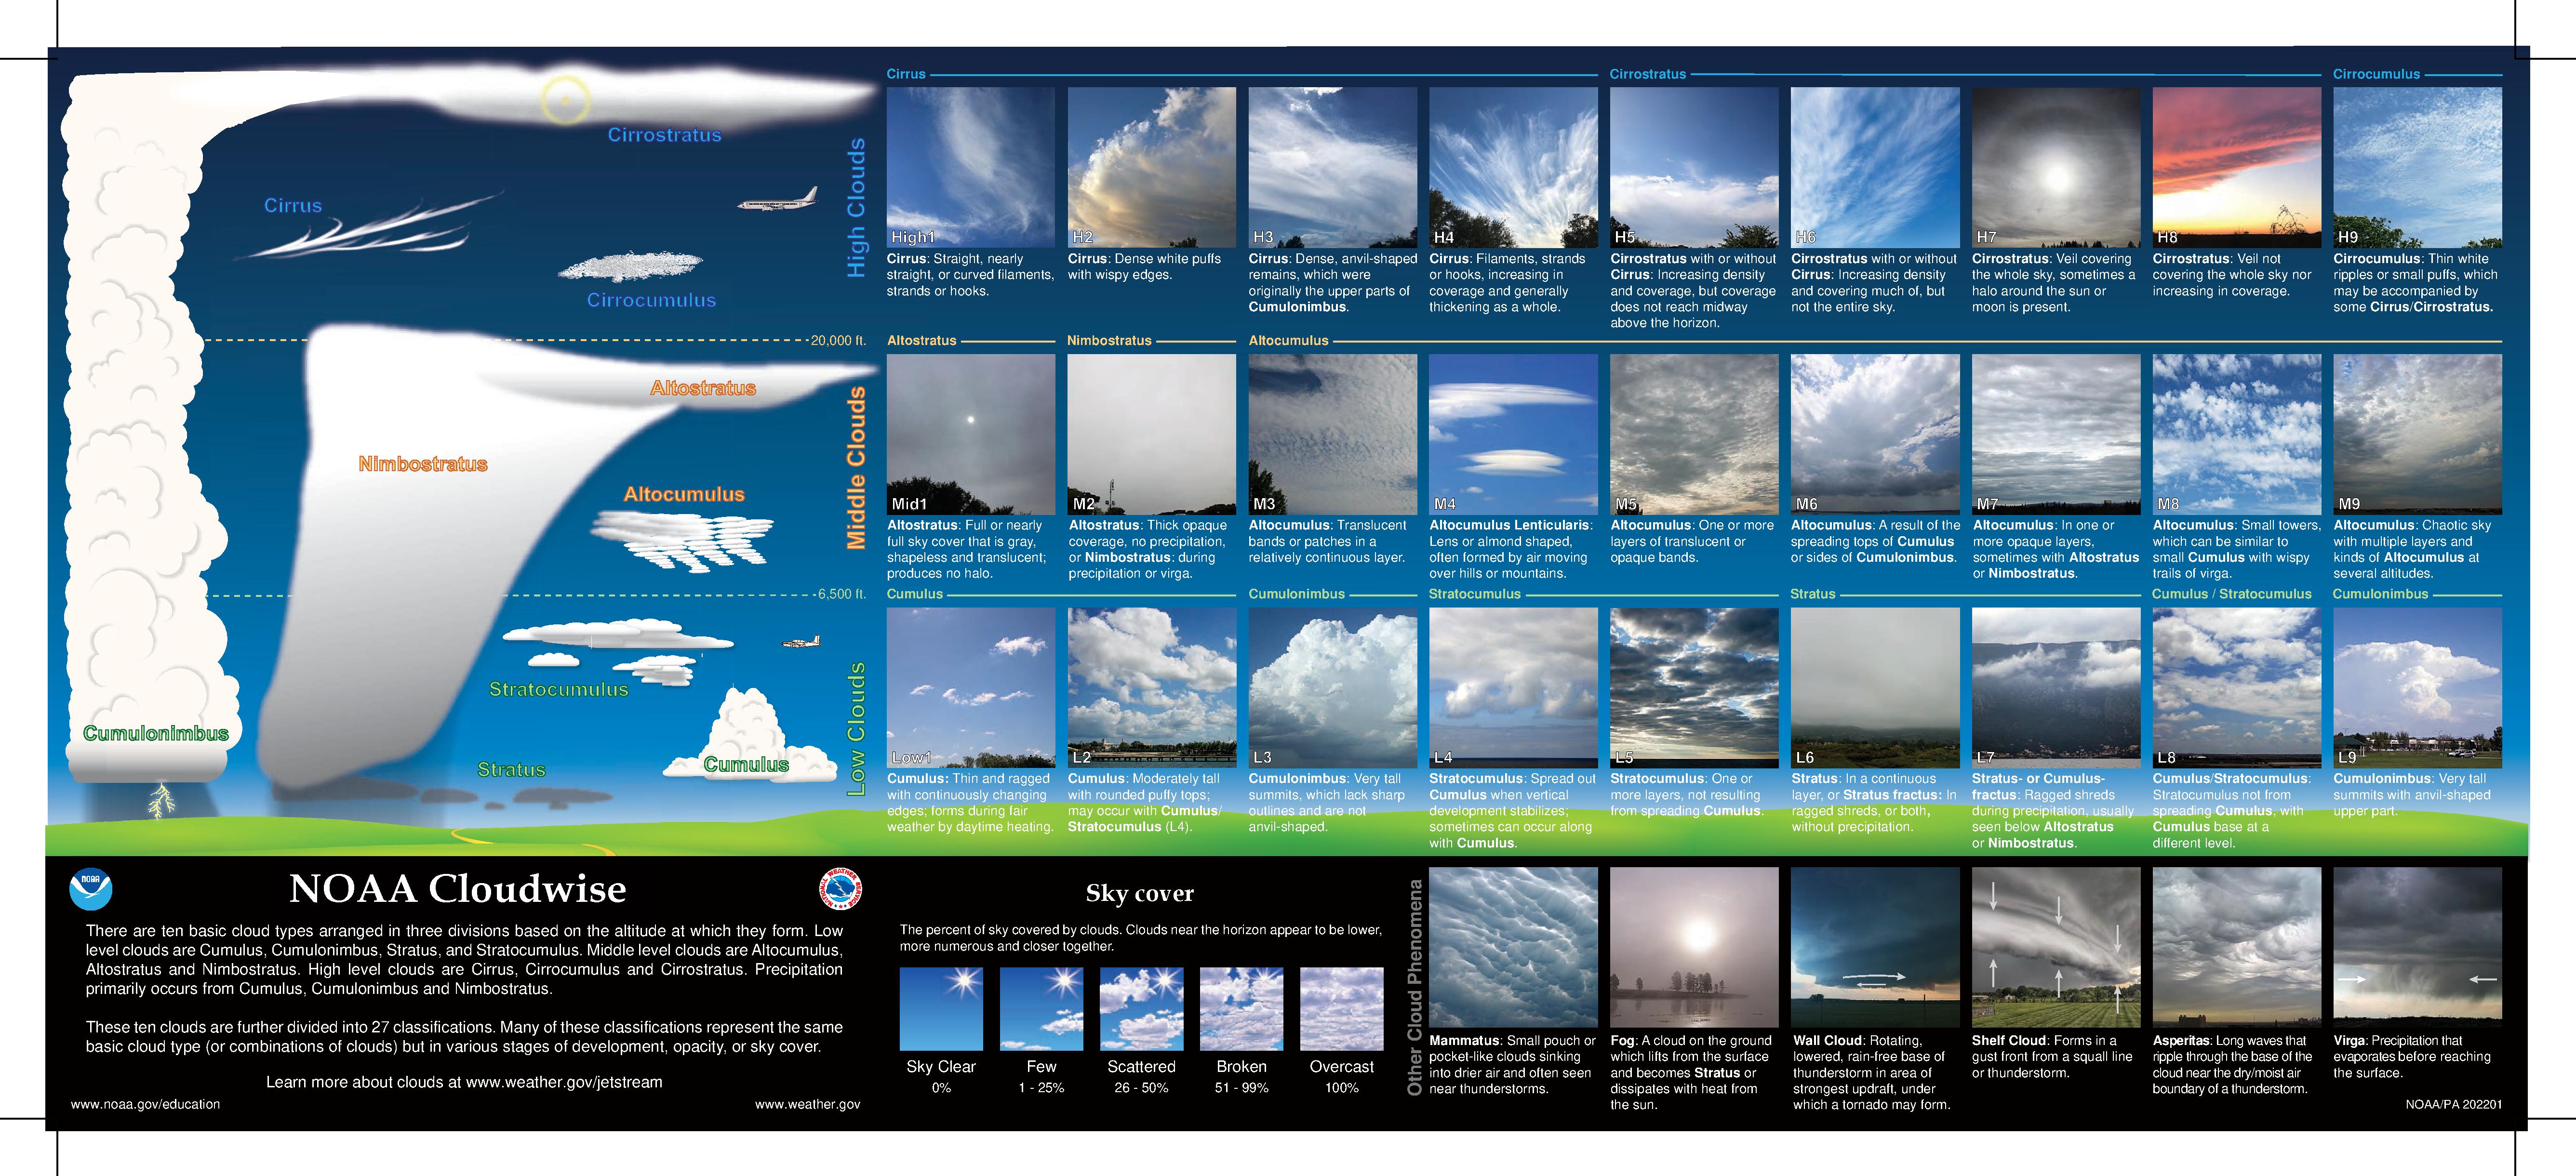 Cirrostratus
Cirrus
Cirrocumulus
High Clouds
20,000 ft.
Altostratus
Nimbostratus
Altocumulus
Middle Clouds
6,500 ft.
Stratocumulus
Cumulonimbus
Stratus
Cumulus
Low Clouds
Cirrus
Cirrostratus
Cirrocumulus
High1
H2
H3
H4
H5
H6
H7
H8
H9
Cirrus: Straight, nearly
straight, or curved filaments,
strands or hooks.
Cirrus: Dense white puffs
with wispy edges.
Cirrus: Dense, anvil-shaped
remains, which were
originally the upper parts of
Cumulonimbus.
Cirrus: Filaments, strands
or hooks, increasing in
coverage and generally
thickening as a whole.
Cirrostratus with or without
Cirrus: Increasing density
and coverage, but coverage
does not reach midway
above the horizon.
Cirrostratus with or without
Cirrus: Increasing density
and covering much of, but
not the entire sky.
Cirrostratus: Veil covering
the whole sky, sometimes a
halo around the sun or
moon is present.
Cirrostratus: Veil not
covering the whole sky nor
increasing in coverage.
Cirrocumulus: Thin white
ripples or small puffs, which
may be accompanied by
some Cirrus/Cirrostratus.
Altostratus
Nimbostratus
Altocumulus
Mid1
M2
M3
M4
M5
M6
M7
M8
M9
Altostratus: Full or nearly
full sky cover that is gray,
shapeless and translucent;
produces no halo.
Altostratus: Thick opaque
coverage, no precipitation,
or Nimbostratus: during
precipitation or virga.
Altocumulus: Translucent
bands or patches in a
relatively continuous layer.
Altocumulus Lenticularis:
Lens or almond shaped,
often formed by air moving
over hills or mountains.
Altocumulus: One or more
layers of translucent or
opaque bands.
Altocumulus: A result of the
spreading tops of Cumulus
or sides of Cumulonimbus.
Altocumulus: In one or
more opaque layers,
sometimes with Altostratus
or Nimbostratus.
Altocumulus: Small towers,
which can be similar to
small Cumulus with wispy
trails of virga.
Altocumulus: Chaotic sky
with multiple layers and
kinds of Altocumulus at
several altitudes.
Cumulus
Cumulonimbus
Stratocumulus
Stratus
Cumulus / Stratocumulus
Cumulonimbus
Low1
L2
L3
L4
L5
L6
L7
L8
L9
Cumulus: Thin and ragged
with continuously changing
edges; forms during fair
weather by daytime heating.
Cumulus: Moderately tall
with rounded puffy tops;
may occur with Cumulus/
Stratocumulus (L4).
Cumulonimbus: Very tall
summits, which lack sharp
outlines and are not
anvil-shaped.
Stratocumulus: Spread out
Cumulus when vertical
development stabilizes;
sometimes can occur along
with Cumulus.
Stratocumulus: One or
more layers, not resulting
from spreading Cumulus.
Stratus: In a continuous
layer, or Stratus fractus: In
ragged shreds, or both,
without precipitation.
Stratus- or Cumulus-
fractus: Ragged shreds
during precipitation, usually
seen below Altostratus
or Nimbostratus.
Cumulus/Stratocumulus:
Stratocumulus not from
spreading Cumulus, with
Cumulus base at a
different level.
Cumulonimbus: Very tall
summits with anvil-shaped
upper part.
NOAA
NOAA Cloudwise
NATIONAL WEATHER SERVICE
There are ten basic cloud types arranged in three divisions based on the altitude at which they form. Low
level clouds are Cumulus, Cumulonimbus, Stratus, and Stratocumulus. Middle level clouds are Altocumulus,
Altostratus and Nimbostratus. High level clouds are Cirrus, Cirrocumulus and Cirrostratus. Precipitation
primarily occurs from Cumulus, Cumulonimbus and Nimbostratus.
These ten clouds are further divided into 27 classifications. Many of these classifications represent the same
basic cloud type (or combinations of clouds) but in various stages of development, opacity, or sky cover.
Learn more about clouds at www.weather.gov/jetstream
www.noaa.gov/education
www.weather.gov
Sky cover
The percent of sky covered by clouds. Clouds near the horizon appear to be lower,
more numerous and closer together.
Sky Clear
0%
Few
1 - 25%
Scattered
26 - 50%
Broken
51 - 99%
Overcast
100%
Other Cloud Phenomena
Mammatus: Small pouch or
pocket-like clouds sinking
into drier air and often seen
near thunderstorms.
Fog: A cloud on the ground
which lifts from the surface
and becomes Stratus or
dissipates with heat from
the sun.
Wall Cloud: Rotating,
lowered, rain-free base of
thunderstorm in area of
strongest updraft, under
which a tornado may form.
Shelf Cloud: Forms in a
gust front from a squall line
or thunderstorm.
Asperitas: Long waves that
ripple through the base of the
cloud near the dry/moist air
boundary of a thunderstorm.
Virga: Precipitation that
evaporates before reaching
the surface.
NOAA/PA 202201